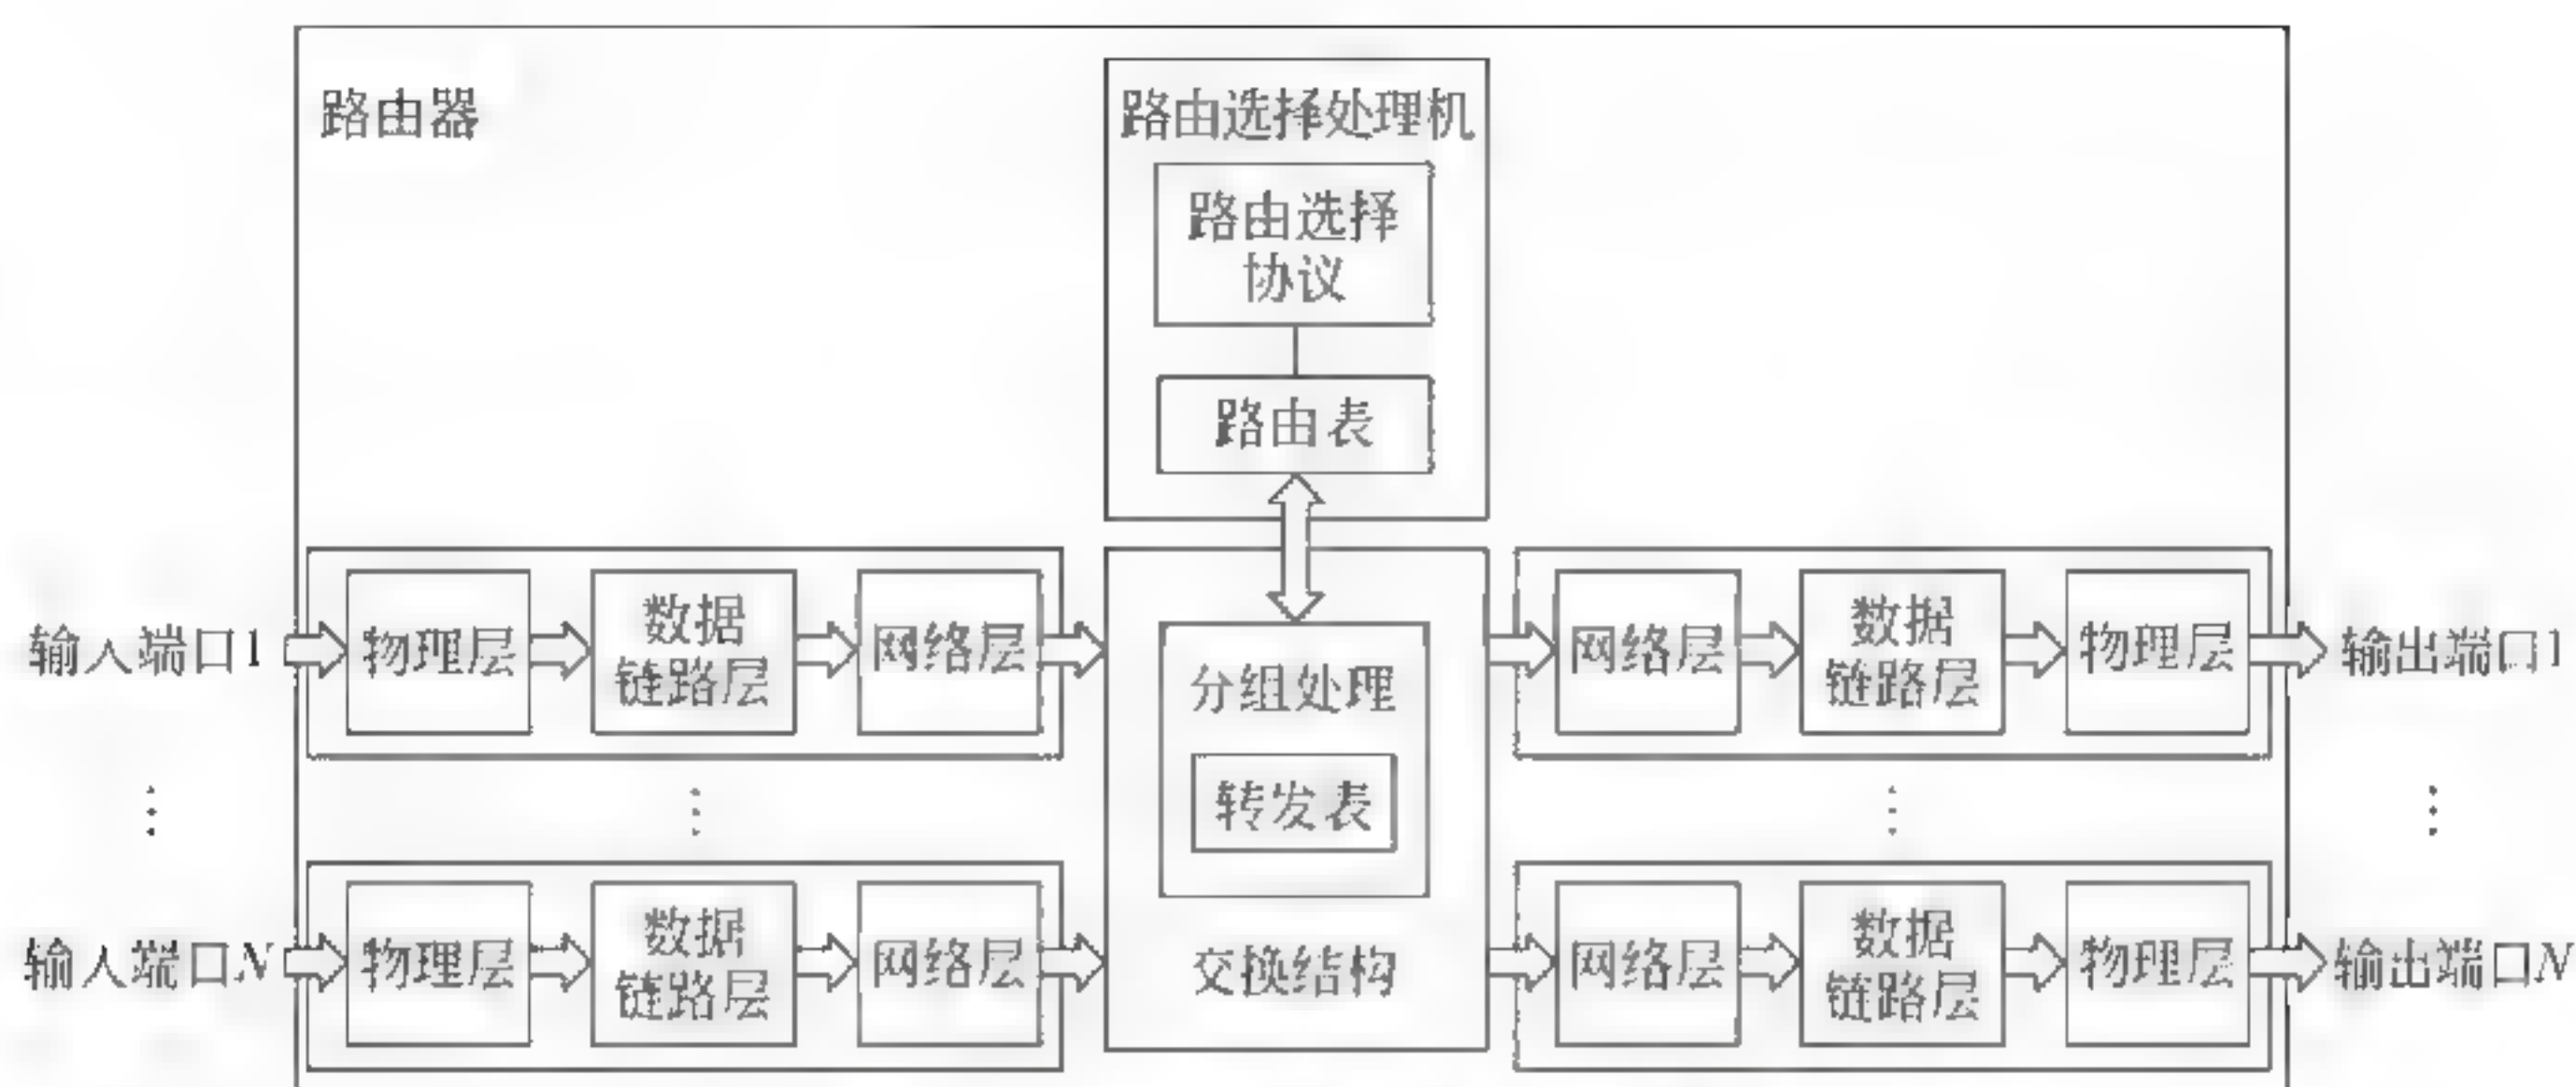 路由器
路由选择处理机
路由选择
协议
路由表
输入端口1
物理层
数据
链路层
网络层
分组处理
转发表
交换结构
网络层
数据
链路层
物理层
输出端口1
输入端口N
物理层
数据
链路层
网络层
网络层
数据
链路层
物理层
输出端口N